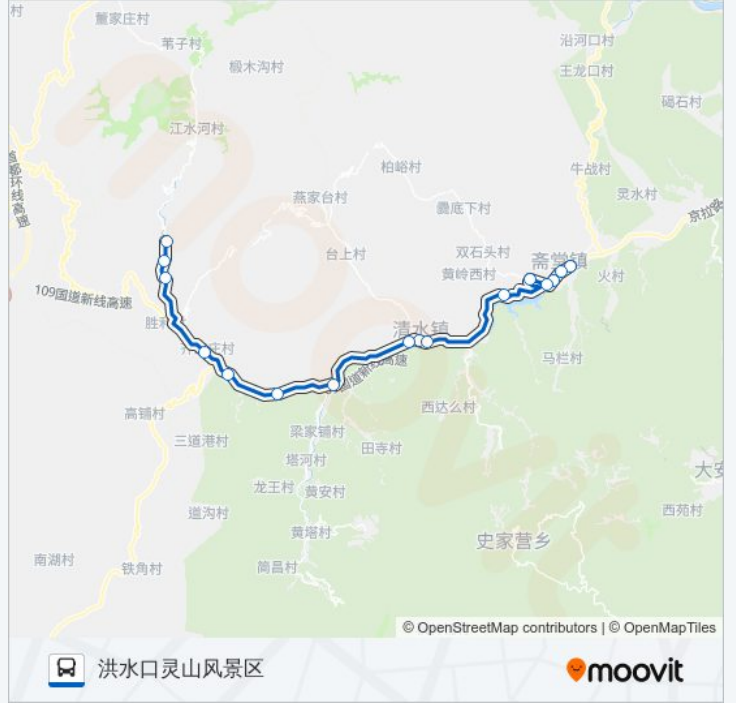 村
董家庄村
苇子村
沿河口村
王龙口村
椴木沟村
碣石村
江水河村
首都环线高速
柏峪村
牛战村
灵水村
燕家台村
爨底下村
京拉线
双石头村
台上村
斋堂镇
黄岭西村
火村
109国道新线高速
清水镇
马栏村
国道新线高速
西达么村
高铺村
梁家铺村
三道港村
田寺村
塔河村
大安
龙王村
黄安村
西苑村
道沟村
黄塔村
史家营乡
南湖村
铁角村
简昌村
© OpenStreetMap contributors | © OpenMapTiles
洪水口灵山风景区
moovit